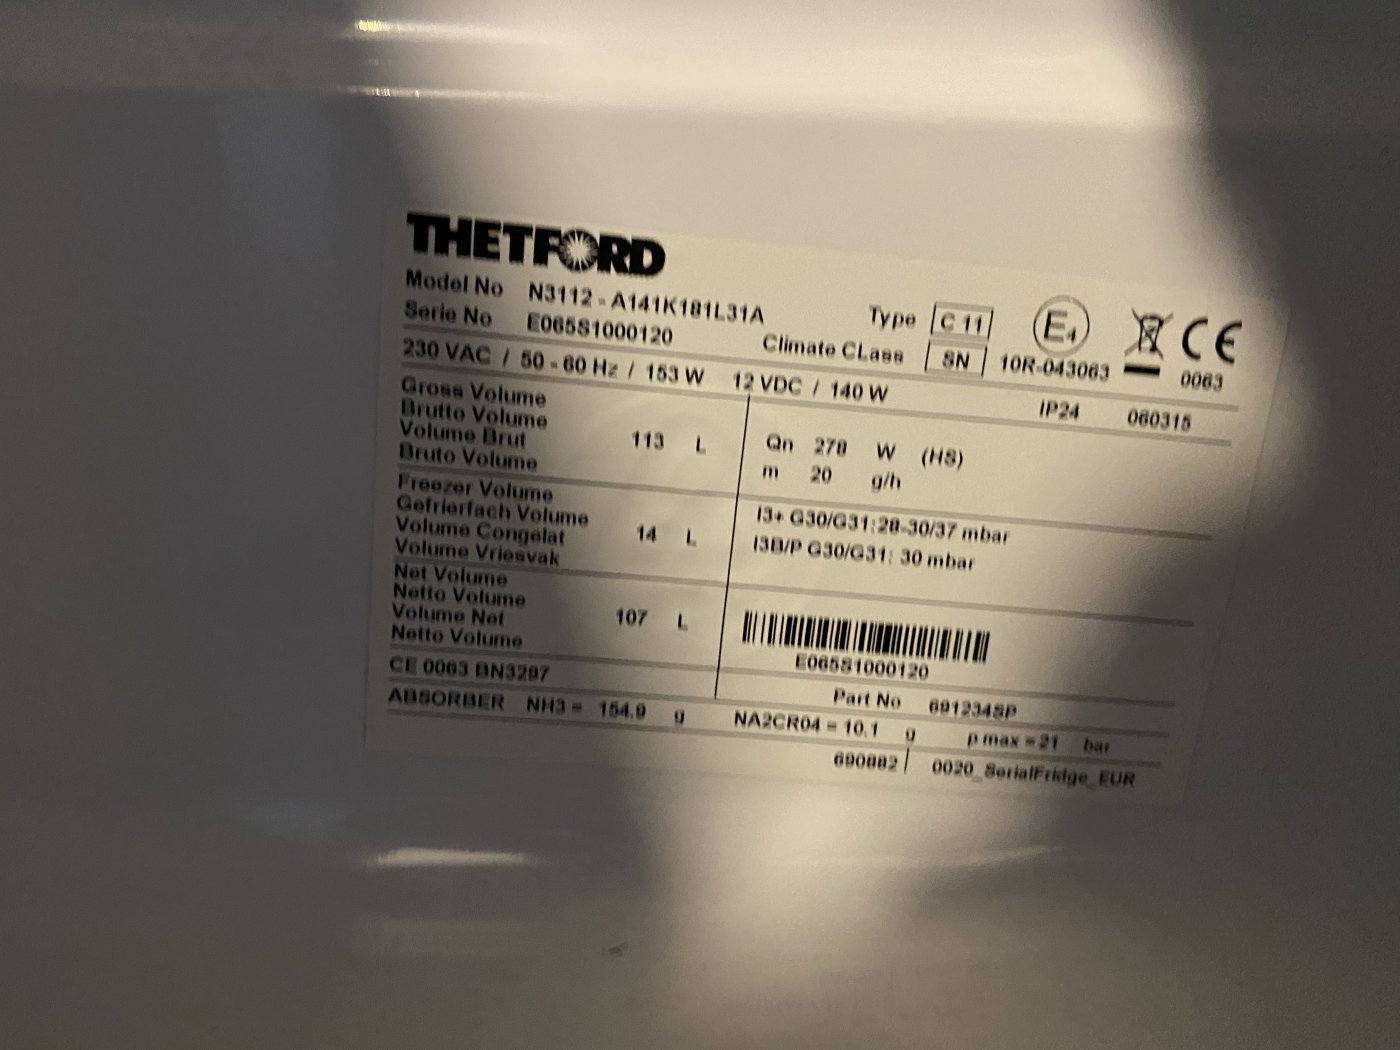 THETFORD
Model No N3112 - A141K181L31A Type C 11 E4 CE
Serie No E065S1000120 Climate CLass SN 10R-043063 0063
230 VAC / 50 - 60 Hz / 153 W 12 VDC / 140 W IP24 060315
Gross Volume
Brutto Volume
Volume Brut 113 L
Bruto Volume
Qn 278 W (HS)
m 20 g/h
Freezer Volume
Gefrierfach Volume
Volume Congelat 14 L
Volume Vriesvak
I3+ G30/G31:28-30/37 mbar
I3B/P G30/G31: 30 mbar
Net Volume
Netto Volume
Volume Net 107 L
Netto Volume
E065S1000120
CE 0063 BN3297 Part No 691234SP
ABSORBER NH3 = 154.9 g NA2CR04 = 10.1 g p max = 21 bar
690882 0020_SerialFridge_EUR